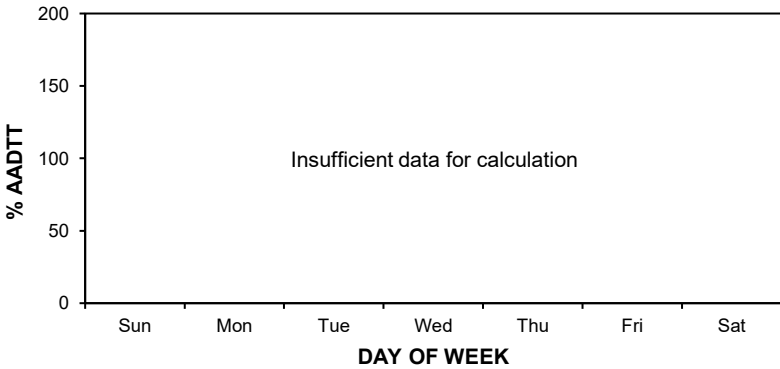 200
150
% AADTT
100
Insufficient data for calculation
50
0
Sun Mon Tue Wed Thu Fri Sat
DAY OF WEEK